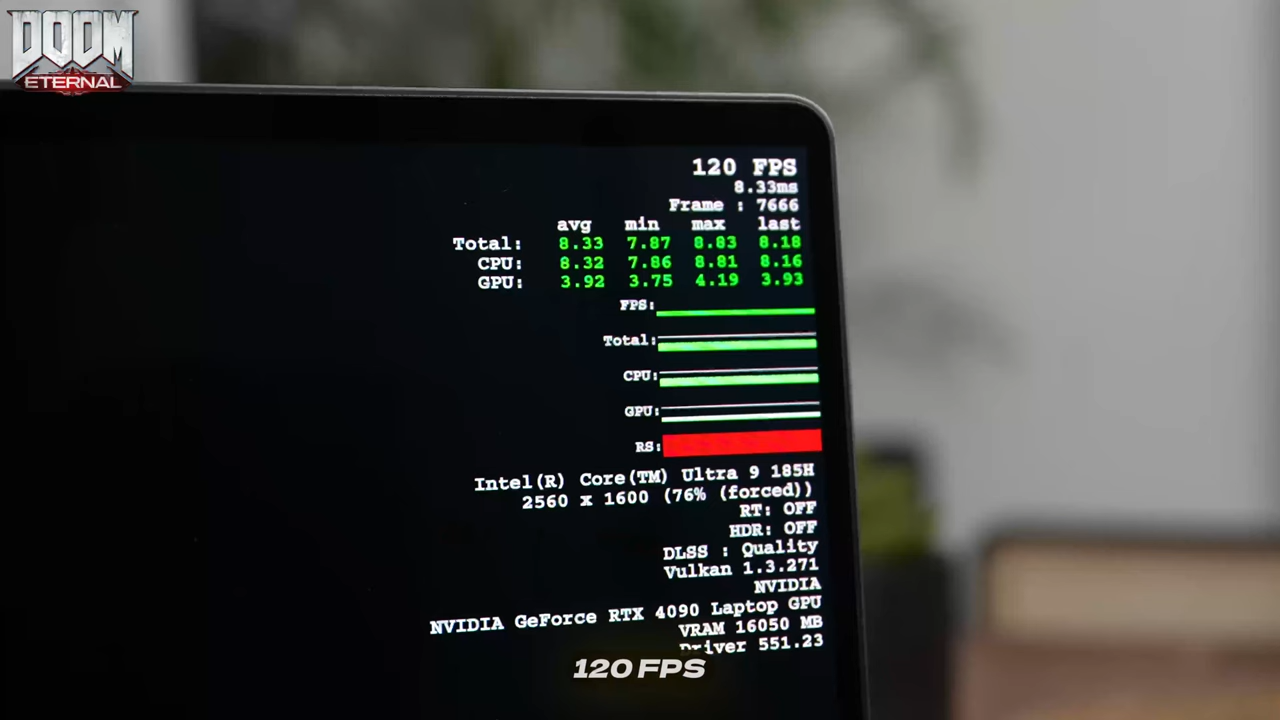 DOOM
ETERNAL
120 FPS
8.33ms
Frame : 7666
avg min max last
Total: 8.33 7.87 8.83 8.18
CPU: 8.32 7.86 8.81 8.16
GPU: 3.92 3.75 4.19 3.93
FPS:
Total:
CPU:
GPU:
RS:
Intel(R) Core(TM) Ultra 9 185H
2560 x 1600 (76% (forced))
RT: OFF
HDR: OFF
DLSS : Quality
Vulkan 1.3.271
NVIDIA
NVIDIA GeForce RTX 4090 Laptop GPU
VRAM 16050 MB
Driver 551.23
120 FPS